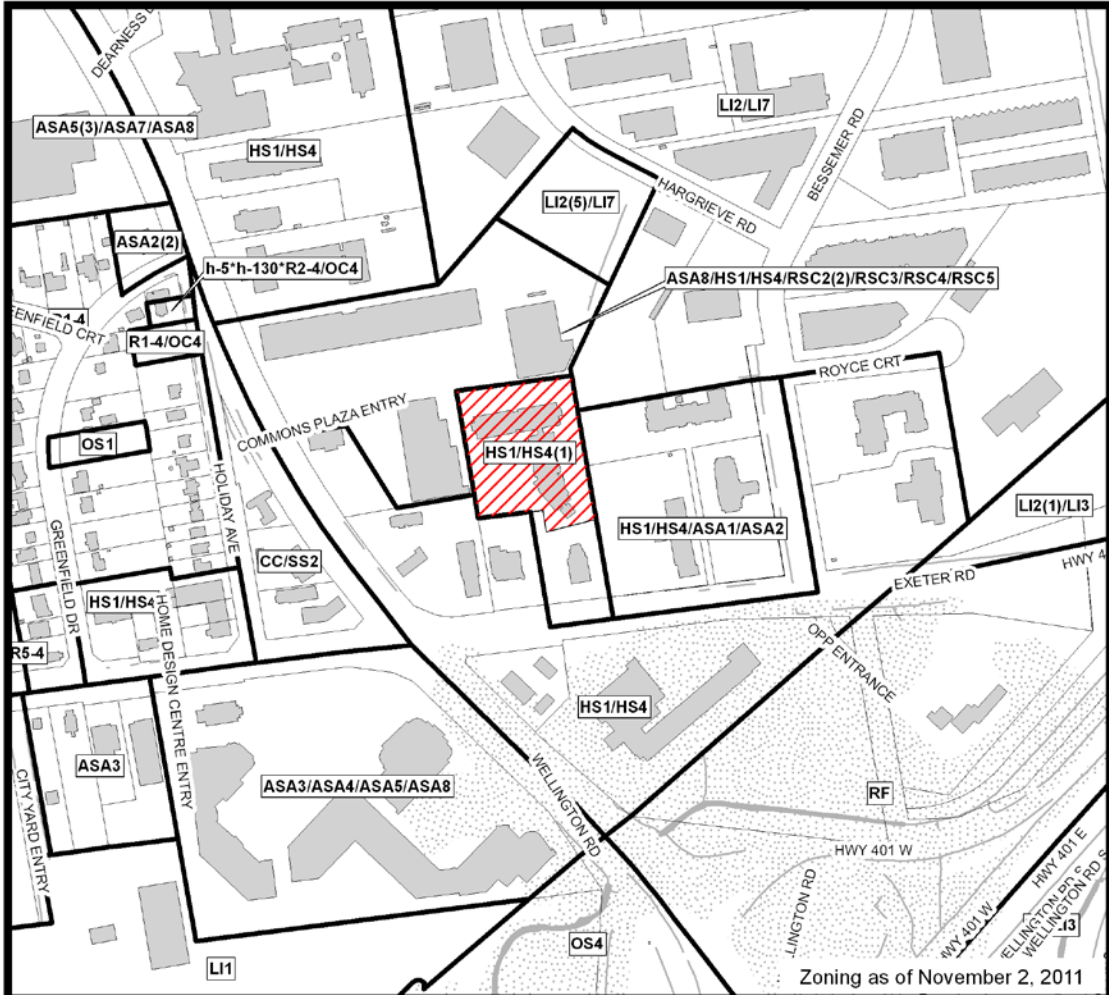 DEARNESS
ASA5(3)/ASA7/ASA8
HS1/HS4
LI2/LI7
BESSEMER RD
HARGRIEVE RD
LI2(5)/LI7
ASA2(2)
h-5*h-130*R2-4/OC4
ASA8/HS1/HS4/RSC2(2)/RSC3/RSC4/RSC5
EENFIELD CRT
R1-4/OC4
ROYCE CRT
COMMONS PLAZA ENTRY
OS1
HS1/HS4(1)
HOLIDAY AVE
LI2(1)/LI3
HS1/HS4/ASA1/ASA2
GREENFIELD DR
CC/SS2
EXETER RD
HWY 4
HS1/HS4
HOME DESIGN CENTRE ENTRY
OPP ENTRANCE
R5-4
HS1/HS4
ASA3
ASA3/ASA4/ASA5/ASA8
WELLINGTON RD
CITY YARD ENTRY
RF
HWY 401 W
HWY 401 E
LLINGTON RD
HWY 401 W
WELLINGTON RD S
OS4
LI1
Zoning as of November 2, 2011